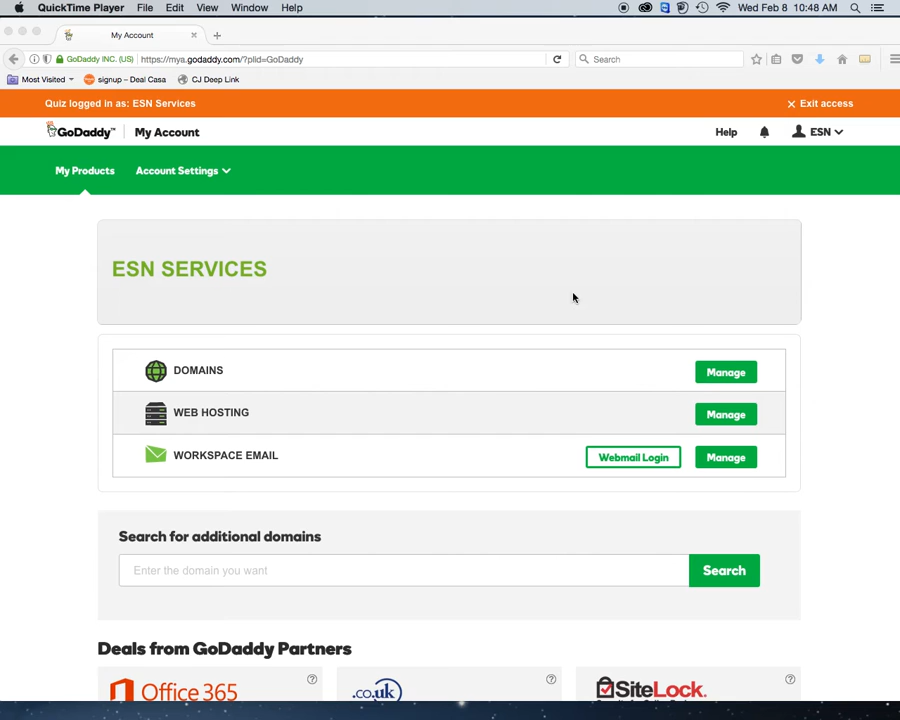 QuickTime Player File Edit View Window Help Wed Feb 8 10:48 AM
My Account
GoDaddy INC. (US) https://mya.godaddy.com/?plid=GoDaddy Search
Most Visited signup – Deal Casa CJ Deep Link
Quiz logged in as: ESN Services Exit access
GoDaddy™ My Account Help ESN
My Products Account Settings
ESN SERVICES
DOMAINS Manage
WEB HOSTING Manage
WORKSPACE EMAIL Webmail Login Manage
Search for additional domains
Enter the domain you want Search
Deals from GoDaddy Partners
Office 365 ? .co.uk ? SiteLock. ?